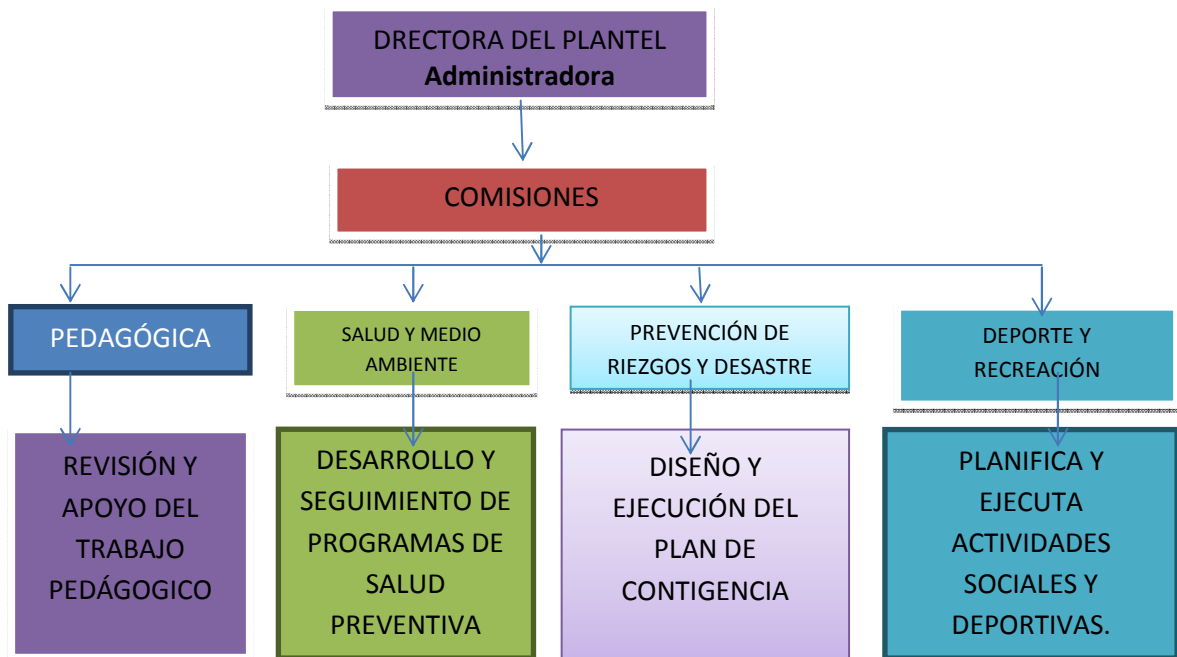 DRECTORA DEL PLANTEL
Administradora
COMISIONES
PEDAGÓGICA
SALUD Y MEDIO
AMBIENTE
PREVENCIÓN DE
RIEZGOS Y DESASTRE
DEPORTE Y
RECREACIÓN
REVISIÓN Y
APOYO DEL
TRABAJO
PEDÁGOGICO
DESARROLLO Y
SEGUIMIENTO DE
PROGRAMAS DE
SALUD
PREVENTIVA
DISEÑO Y
EJECUCIÓN DEL
PLAN DE
CONTIGENCIA
PLANIFICA Y
EJECUTA
ACTIVIDADES
SOCIALES Y
DEPORTIVAS.